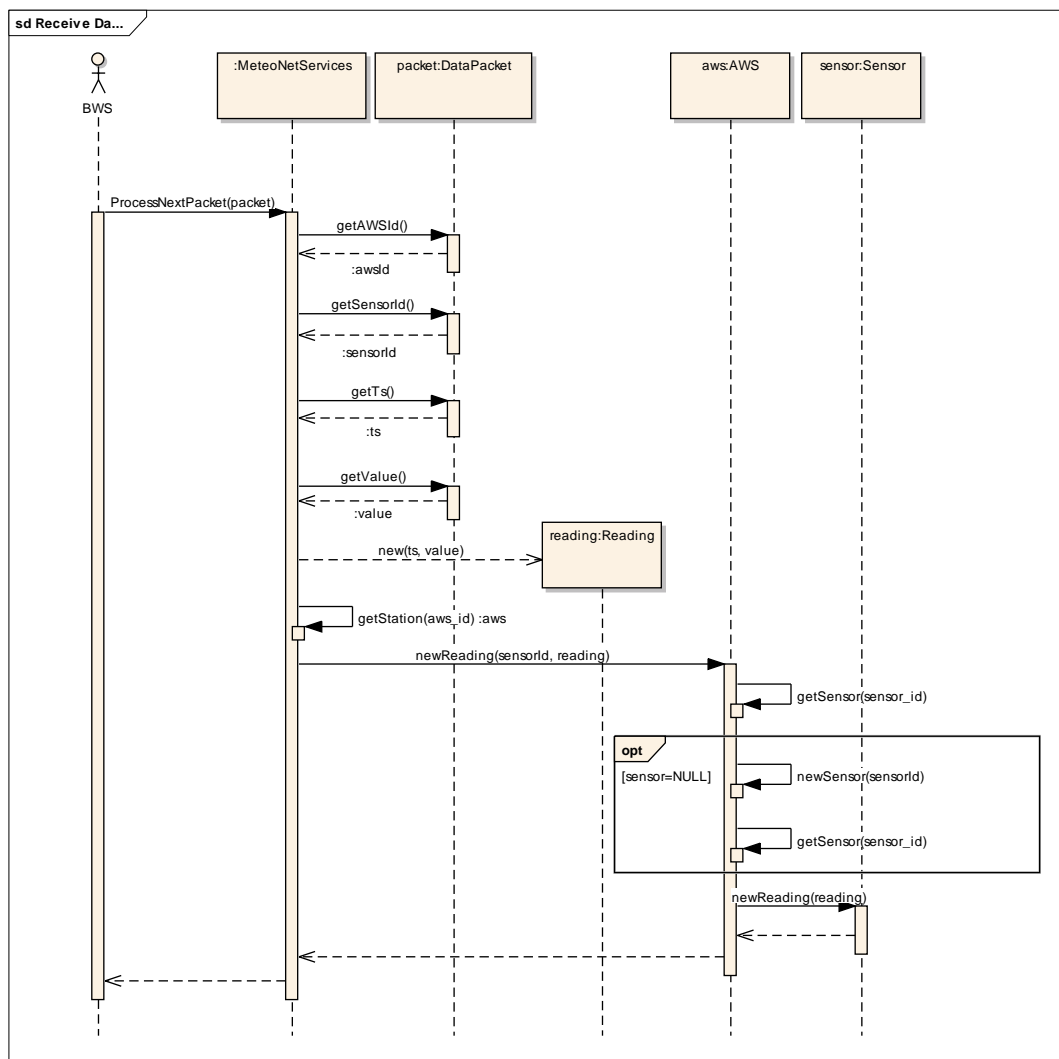 sd Receive Da...
BWS
:MeteoNetServices
packet:DataPacket
aws:AWS
sensor:Sensor
ProcessNextPacket(packet)
getAWSId()
:awsId
getSensorId()
:sensorId
getTs()
:ts
getValue()
:value
reading:Reading
new(ts, value)
getStation(aws_id) :aws
newReading(sensorId, reading)
getSensor(sensor_id)
opt
[sensor=NULL]
newSensor(sensorId)
getSensor(sensor_id)
newReading(reading)